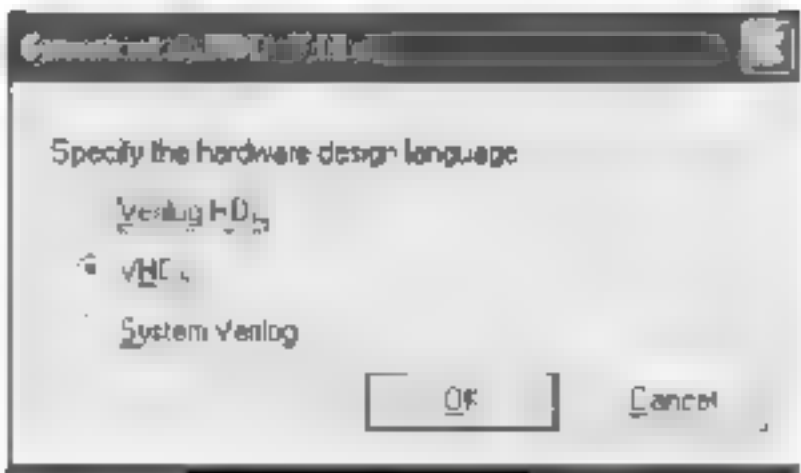 Specify the hardware design language
Verilog HDL
VHDL
System Verilog
OK
Cancel